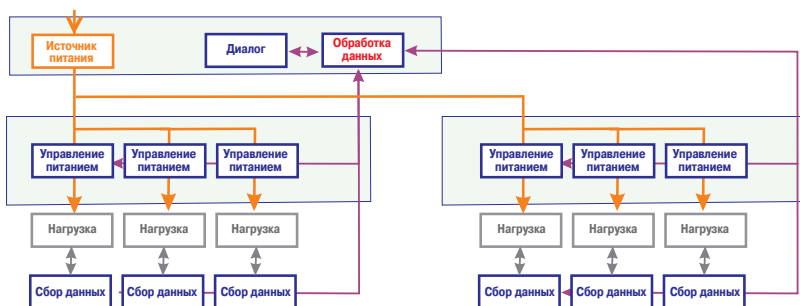 Источник
питания
Диалог
Обработка
данных
Управление
питанием
Управление
питанием
Управление
питанием
Управление
питанием
Управление
питанием
Управление
питанием
Нагрузка
Нагрузка
Нагрузка
Нагрузка
Нагрузка
Нагрузка
Сбор данных
Сбор данных
Сбор данных
Сбор данных
Сбор данных
Сбор данных